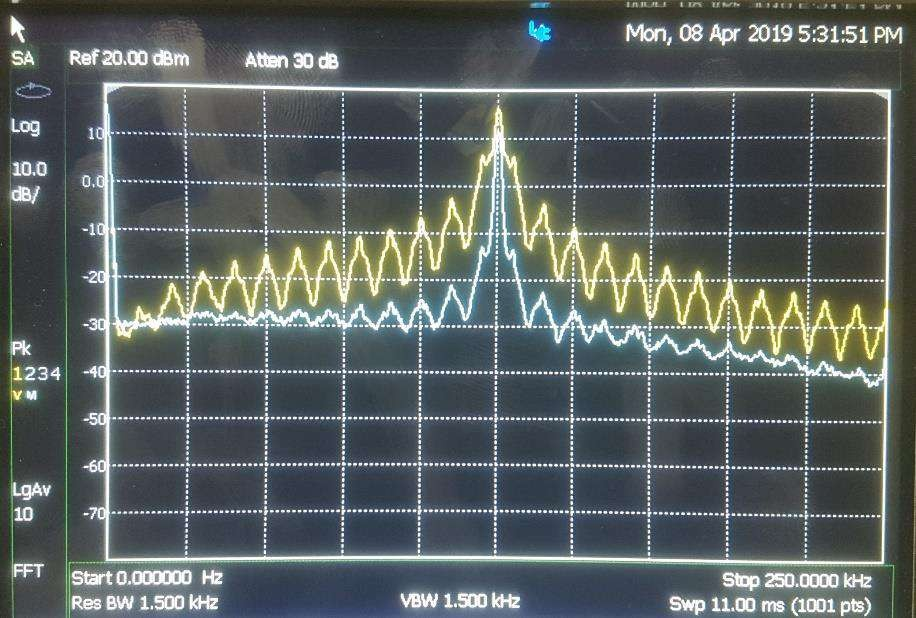 Mon, 08 Apr 2019 5:31:51 PM
SA
Ref 20.00 dBm
Atten 30 dB
Log
10.0
dB/
10
0.0
-10
-20
-30
-40
-50
-60
-70
Pk
1234
V M
LgAv
10
FFT
Start 0.000000 Hz
Stop 250.0000 kHz
Res BW 1.500 kHz
VBW 1.500 kHz
Swp 11.00 ms (1001 pts)